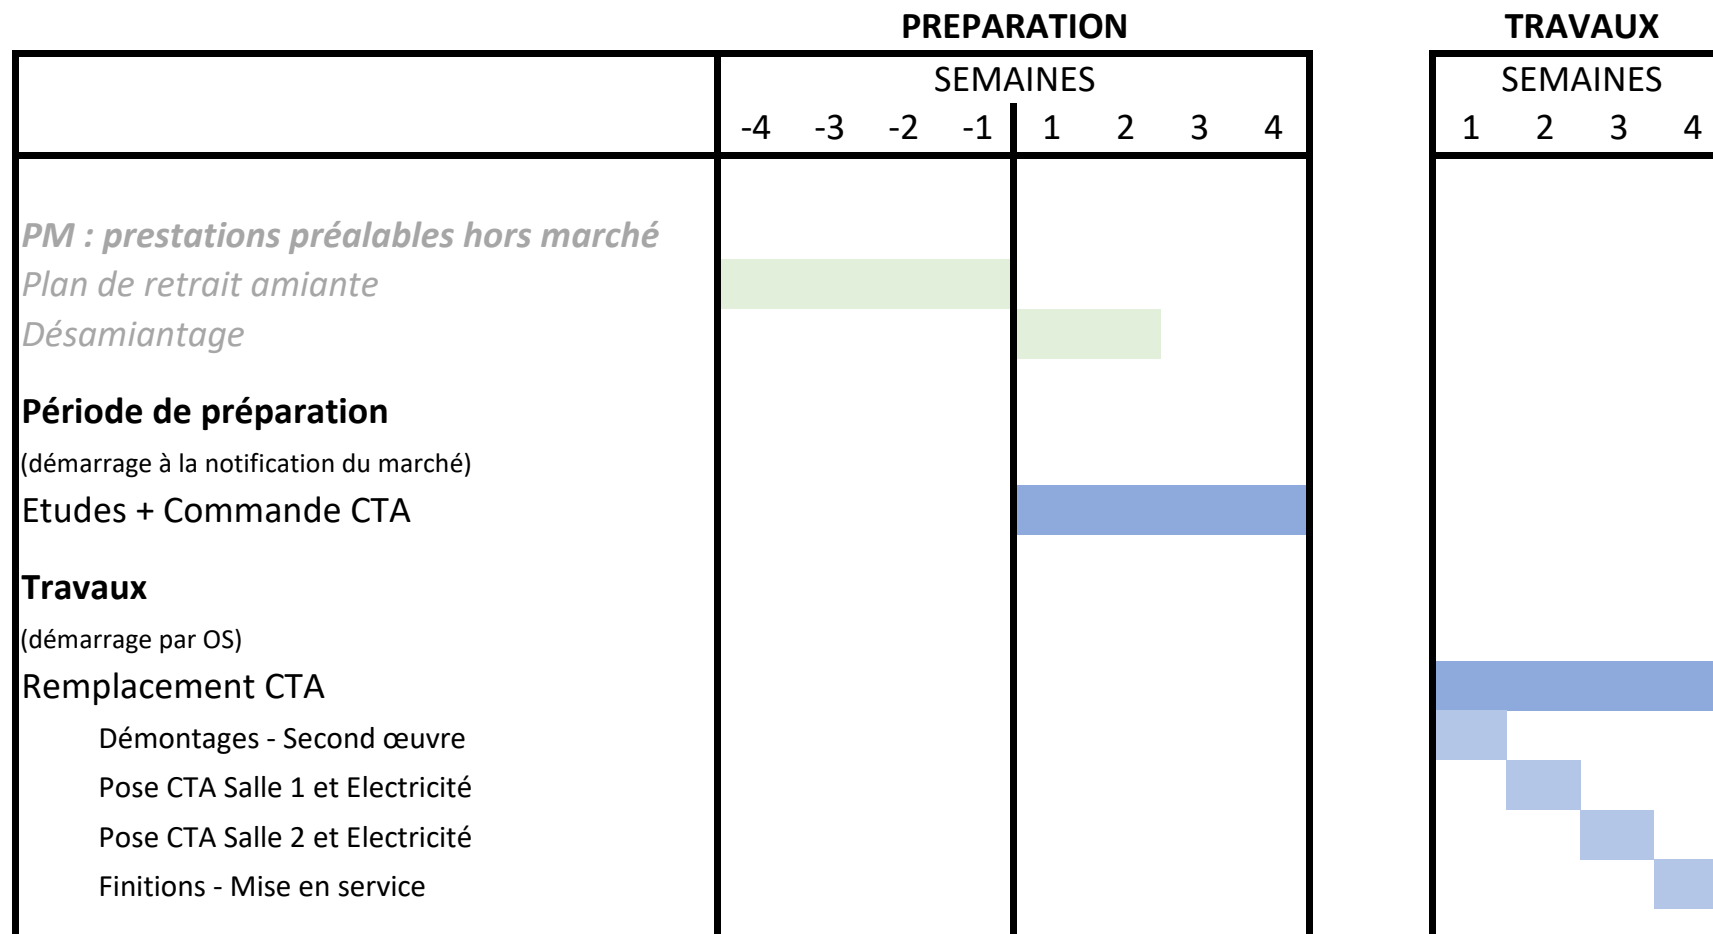 PREPARATION TRAVAUX
SEMAINES SEMAINES
-4 -3 -2 -1 1 2 3 4 1 2 3 4
PM : prestations préalables hors marché
Plan de retrait amiante
Désamiantage
Période de préparation
(démarrage à la notification du marché)
Etudes + Commande CTA
Travaux
(démarrage par OS)
Remplacement CTA
Démontages - Second œuvre
Pose CTA Salle 1 et Electricité
Pose CTA Salle 2 et Electricité
Finitions - Mise en service